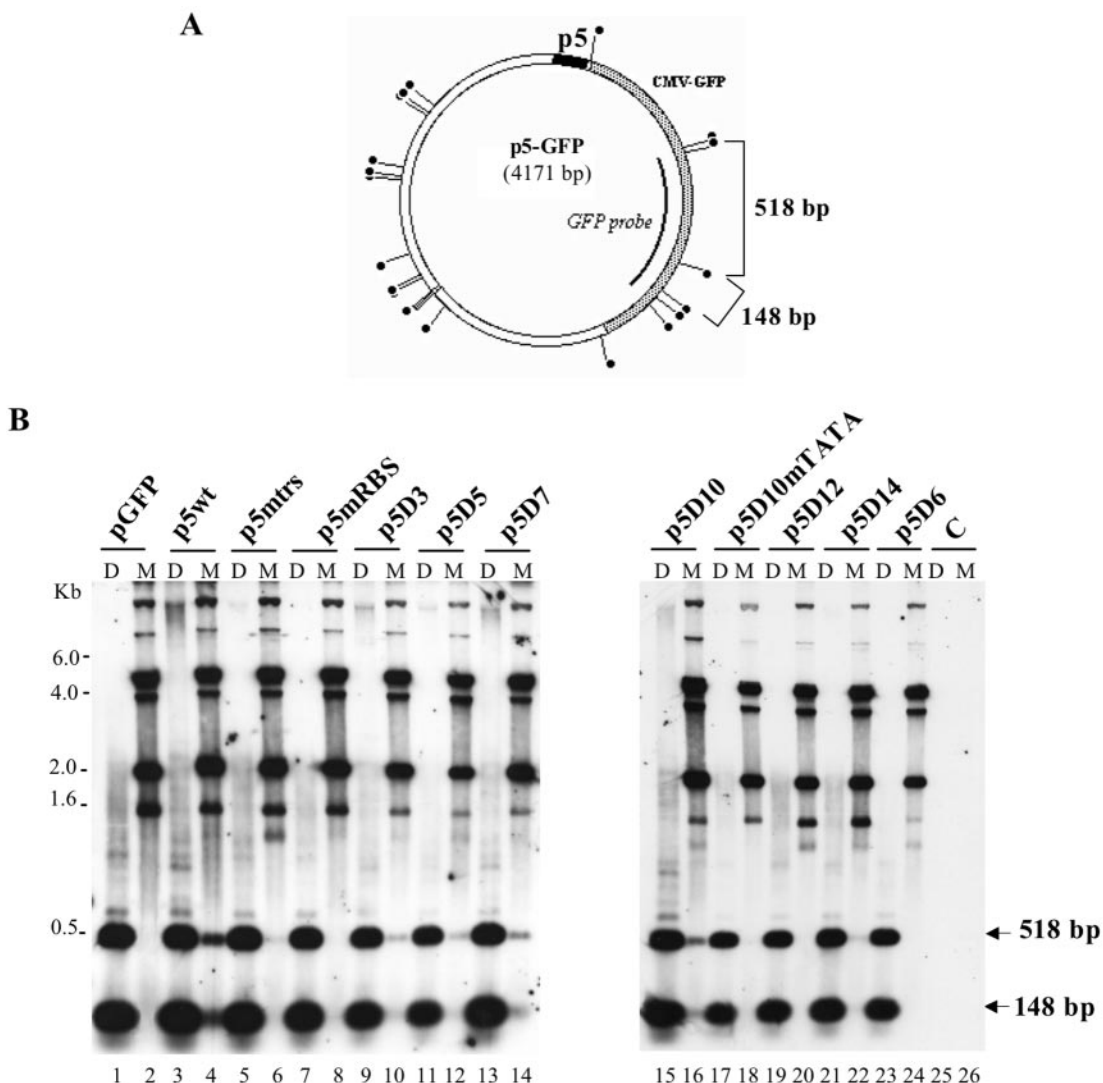 A
p5
CMV-GFP
p5-GFP
(4171 bp)
GFP probe
518 bp
148 bp
B
pGFP p5wt p5mtrs p5mRBS p5D3 p5D5 p5D7 p5D10 p5D10mTATA p5D12 p5D14 p5D6 C
D M D M D M D M D M D M D M D M D M D M D M D M D M
Kb
6.0
4.0
2.0
1.6
0.5
518 bp
148 bp
1 2 3 4 5 6 7 8 9 10 11 12 13 14 15 16 17 18 19 20 21 22 23 24 25 26